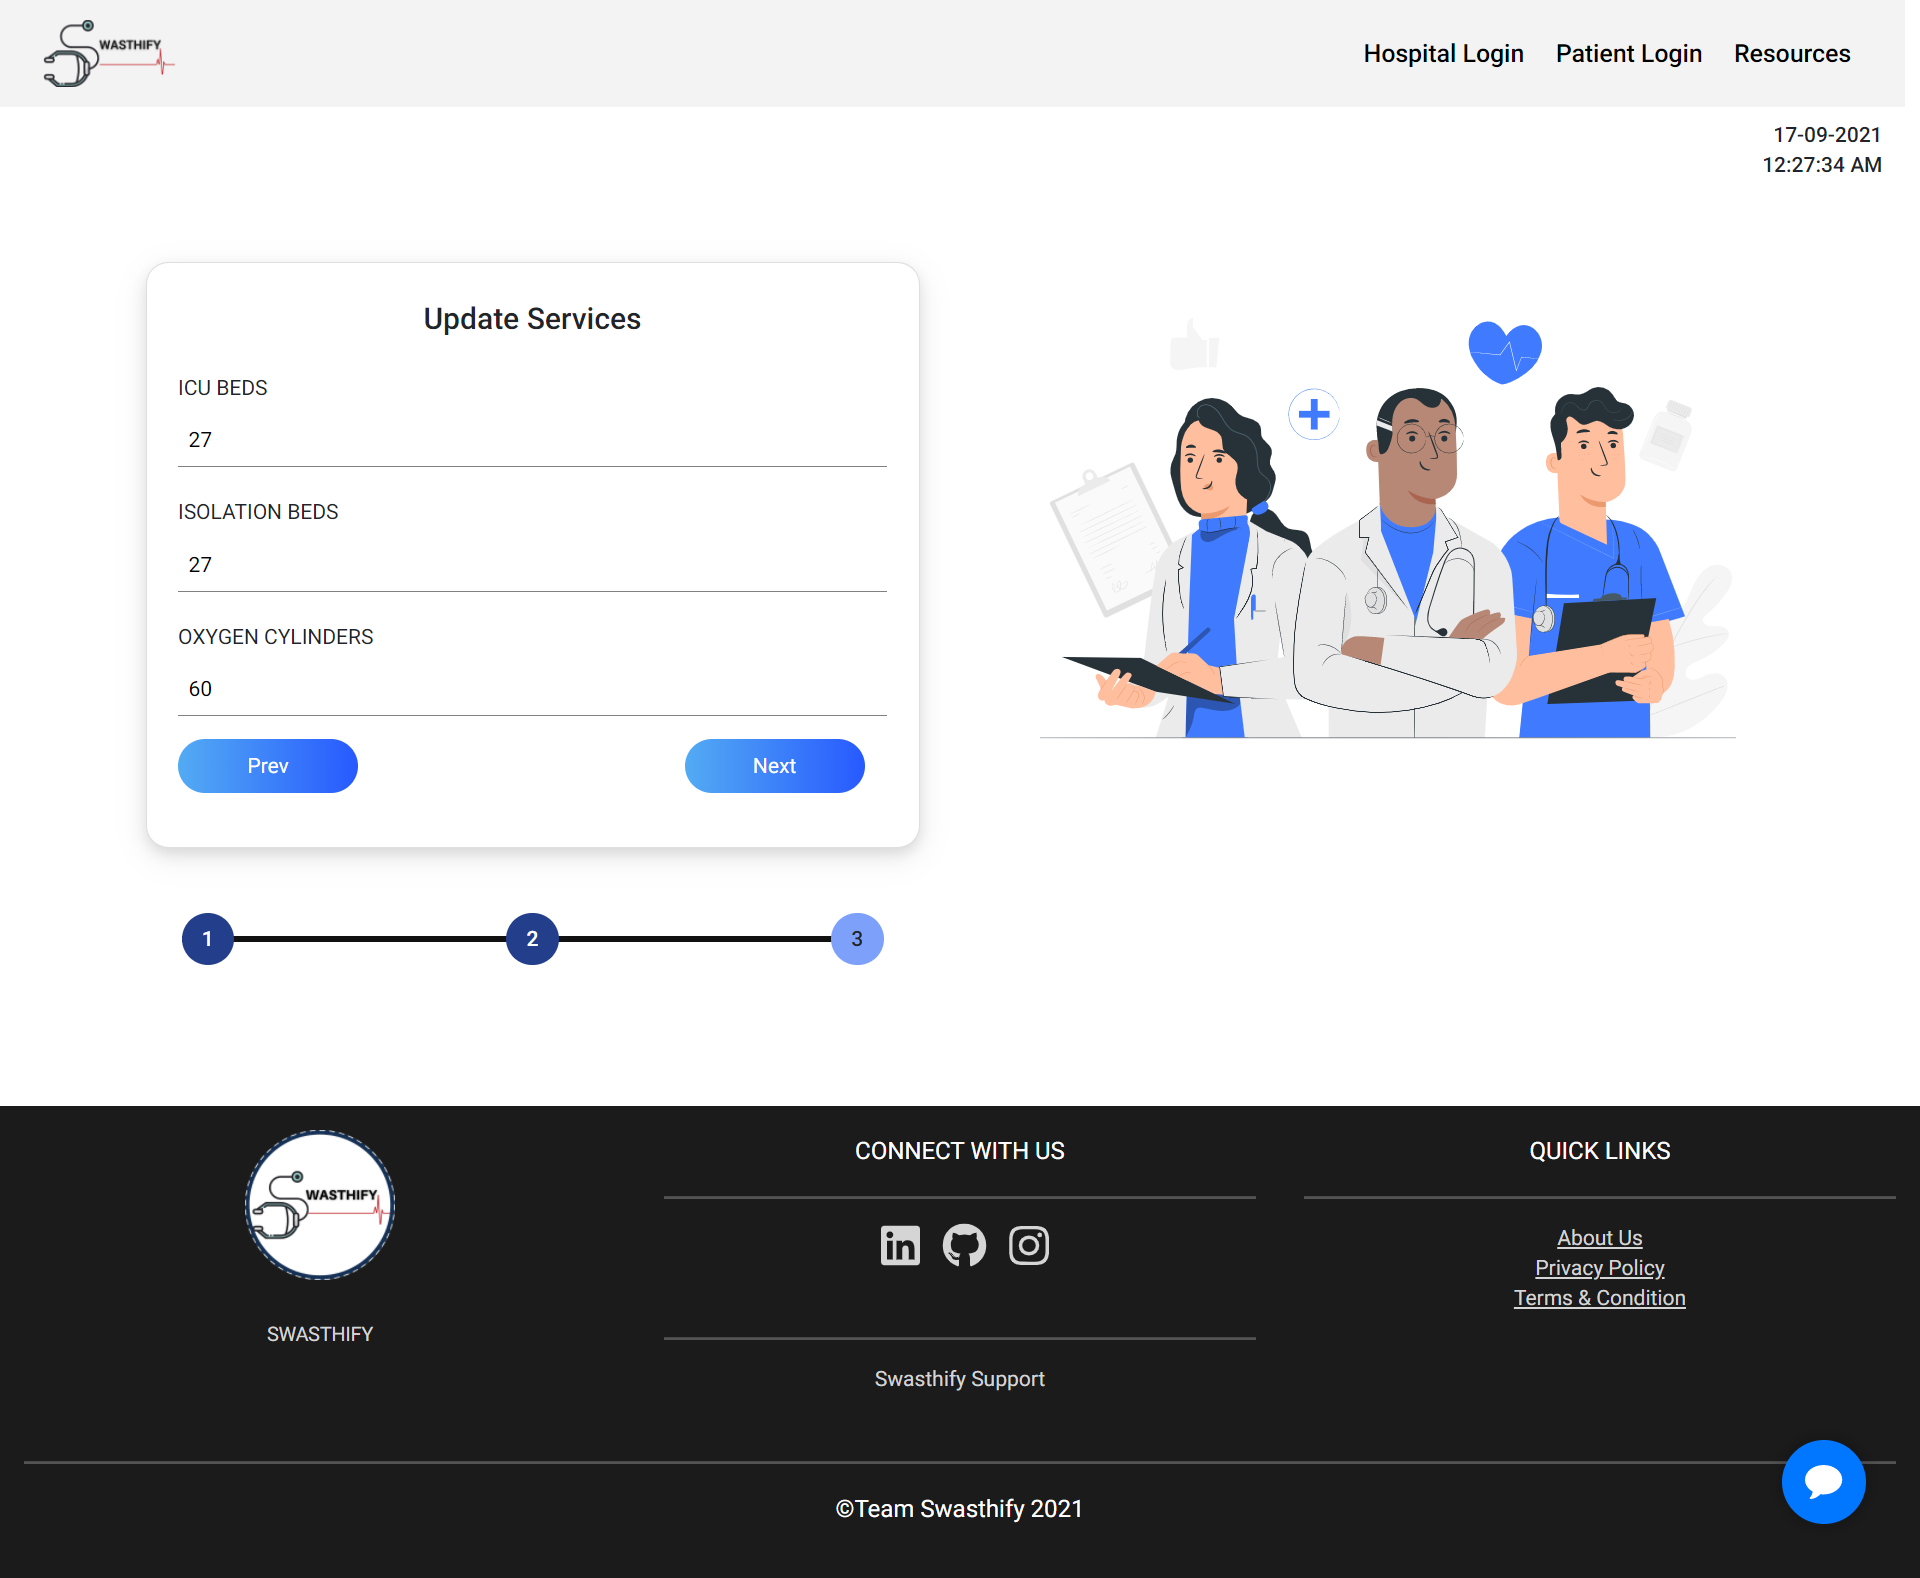 WASTHIFY
Hospital Login
Patient Login
Resources
17-09-2021
12:27:34 AM
Update Services
ICU BEDS
27
ISOLATION BEDS
27
OXYGEN CYLINDERS
60
Prev
Next
1
2
3
WASTHIFY
SWASTHIFY
CONNECT WITH US
in
Swasthify Support
QUICK LINKS
About Us
Privacy Policy
Terms & Condition
©Team Swasthify 2021